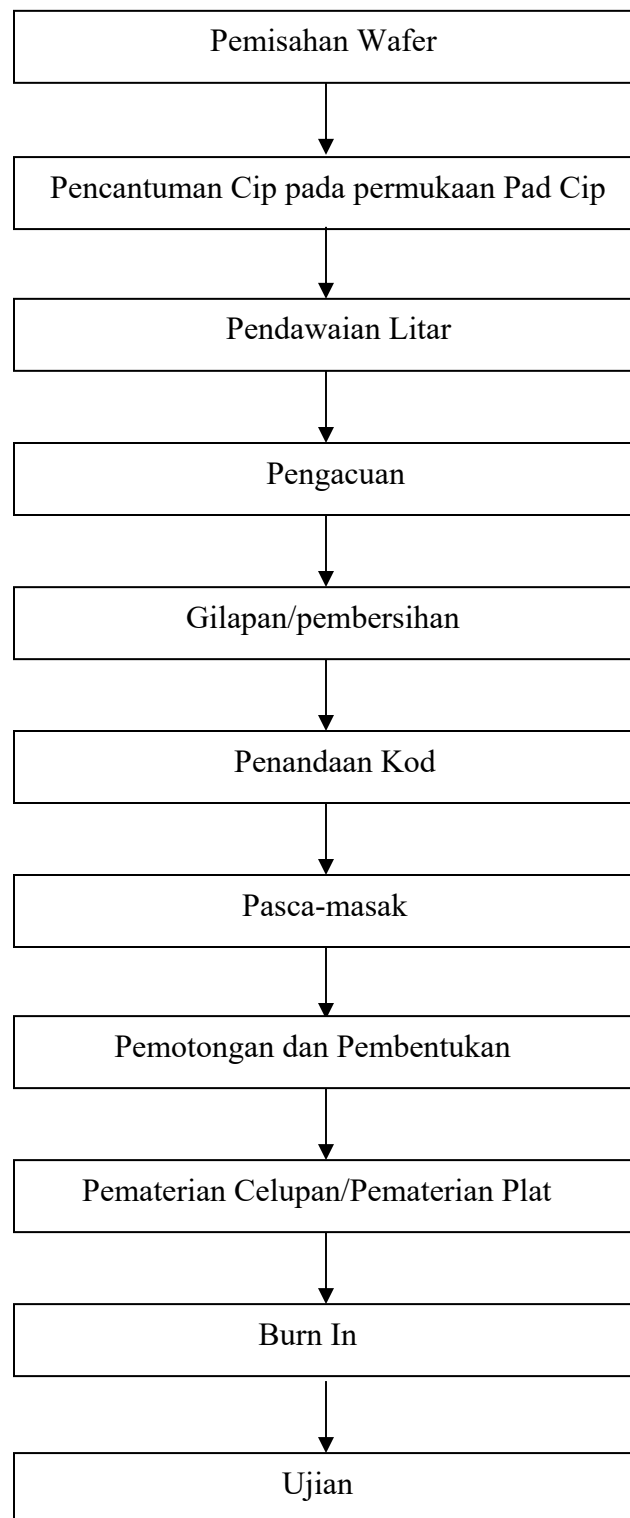 Pemisahan Wafer
Pencantuman Cip pada permukaan Pad Cip
Pendawaian Litar
Pengacuan
Gilapan/pembersihan
Penandaan Kod
Pasca-masak
Pemotongan dan Pembentukan
Pematerian Celupan/Pematerian Plat
Burn In
Ujian